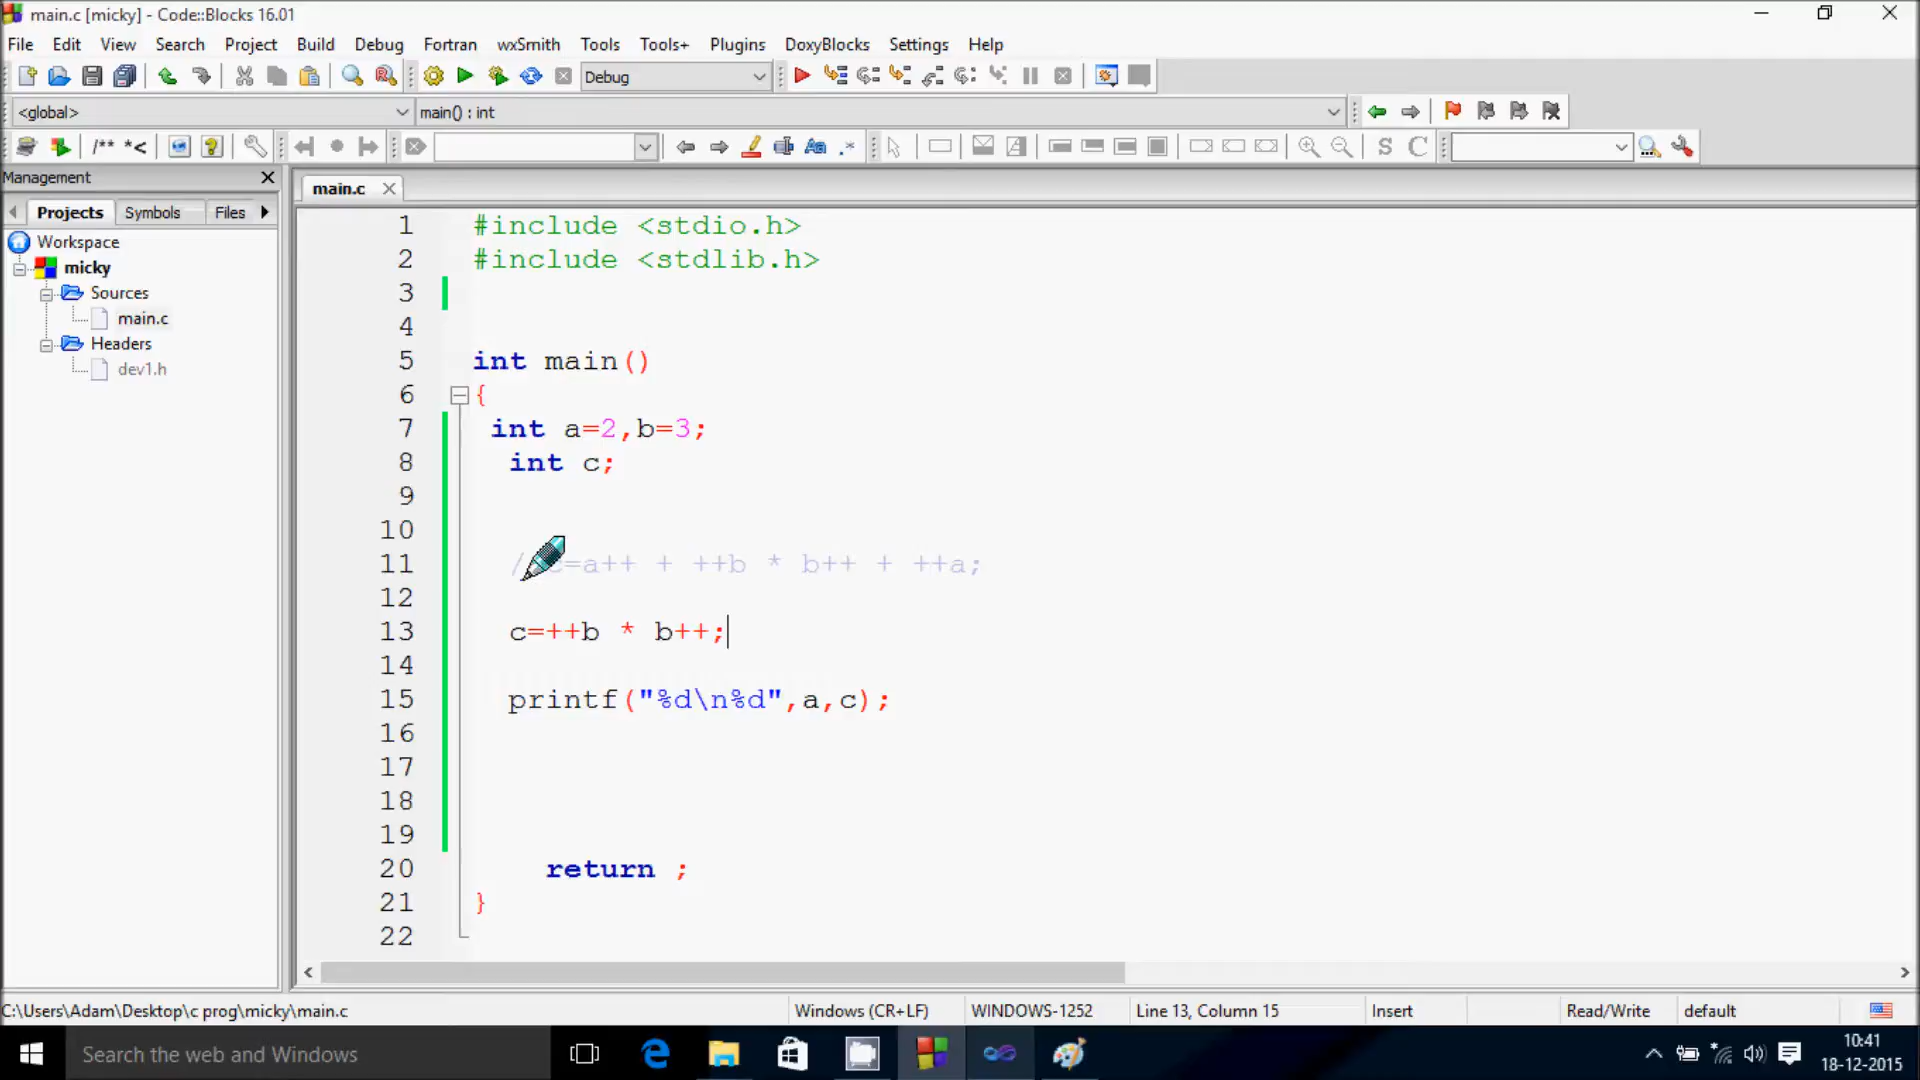 main.c [micky] - Code::Blocks 16.01
File Edit View Search Project Build Debug Fortran wxSmith Tools Tools+ Plugins DoxyBlocks Settings Help
Debug
<global> main() : int
/** *<
S C
Management
Projects Symbols Files
main.c
Workspace
micky
Sources
main.c
Headers
dev1.h
1 #include <stdio.h>
2 #include <stdlib.h>
3
4
5 int main()
6 {
7 int a=2,b=3;
8 int c;
9
10
11 /c=a++ + ++b * b++ + ++a;
12
13 c=++b * b++;
14
15 printf("%d\n%d",a,c);
16
17
18
19
20 return ;
21 }
22
C:\Users\Adam\Desktop\c prog\micky\main.c Windows (CR+LF) WINDOWS-1252 Line 13, Column 15 Insert Read/Write default
Search the web and Windows
10:41
18-12-2015